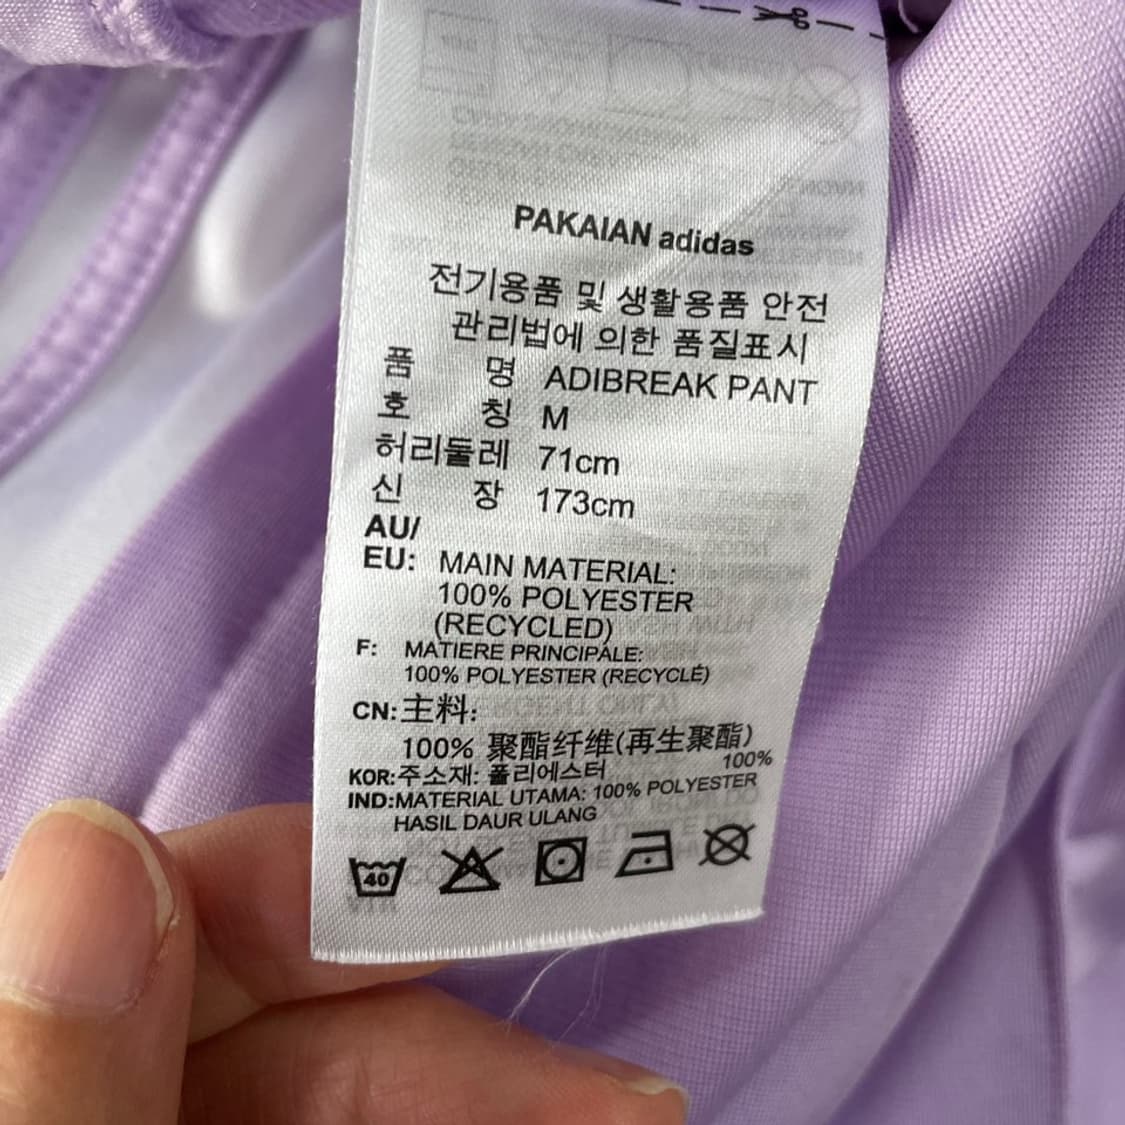 PAKAIAN adidas
전기용품 및 생활용품 안전
관리법에 의한 품질표시
품 명 ADIBREAK PANT
호 칭 M
허리둘레 71cm
신 장 173cm
AU/
EU: MAIN MATERIAL:
100% POLYESTER
(RECYCLED)
F: MATIERE PRINCIPALE:
100% POLYESTER (RECYCLÉ)
CN:主料:
100% 聚酯纤维(再生聚酯)
KOR:주소재: 폴리에스터 100%
IND:MATERIAL UTAMA: 100% POLYESTER
HASIL DAUR ULANG
40